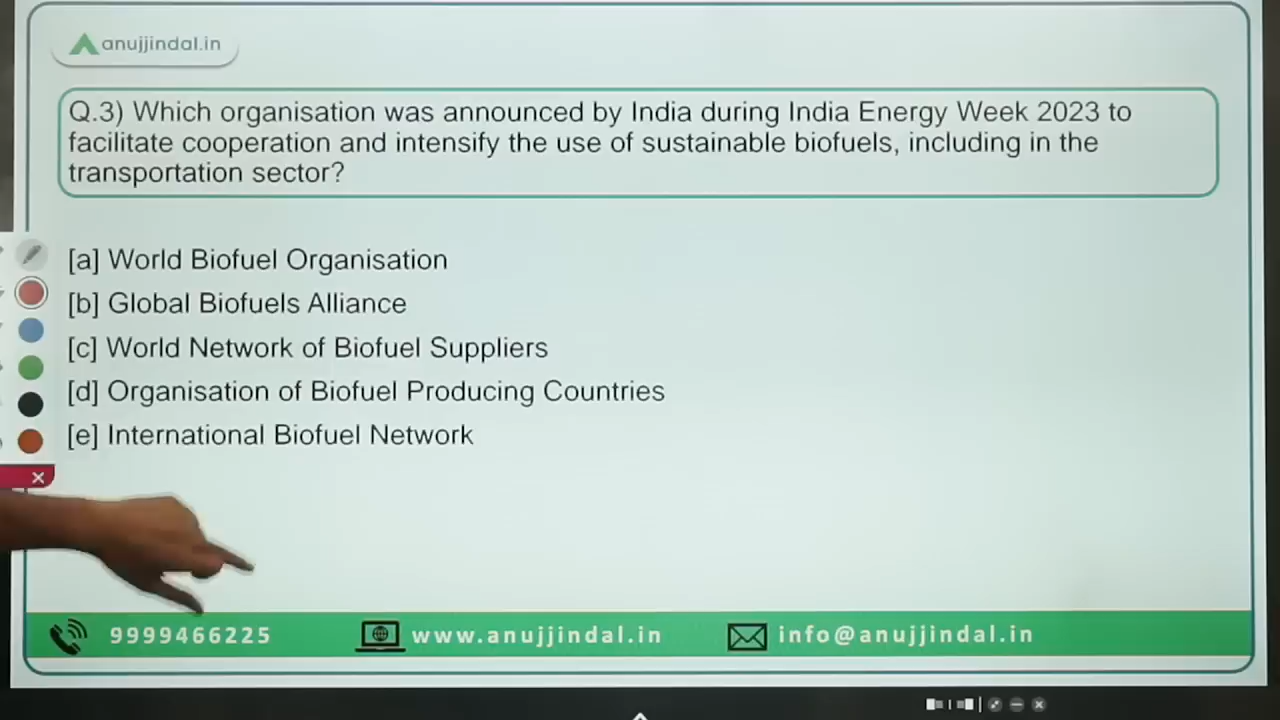 anujjindal.in
Q.3) Which organisation was announced by India during India Energy Week 2023 to
facilitate cooperation and intensify the use of sustainable biofuels, including in the
transportation sector?
[a] World Biofuel Organisation
[b] Global Biofuels Alliance
[c] World Network of Biofuel Suppliers
[d] Organisation of Biofuel Producing Countries
[e] International Biofuel Network
9999466225 www.anujjindal.in info@anujjindal.in